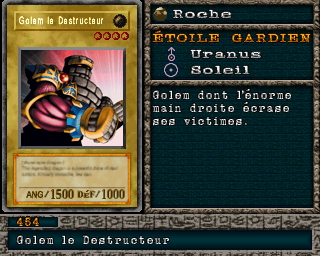 Golem le Destructeur
ANG/1500 DÉF/1000
Roche
ÉTOILE GARDIEN
Uranus
Soleil
Golem dont l'énorme
main droite écrase
ses victimes.
454
Golem le Destructeur